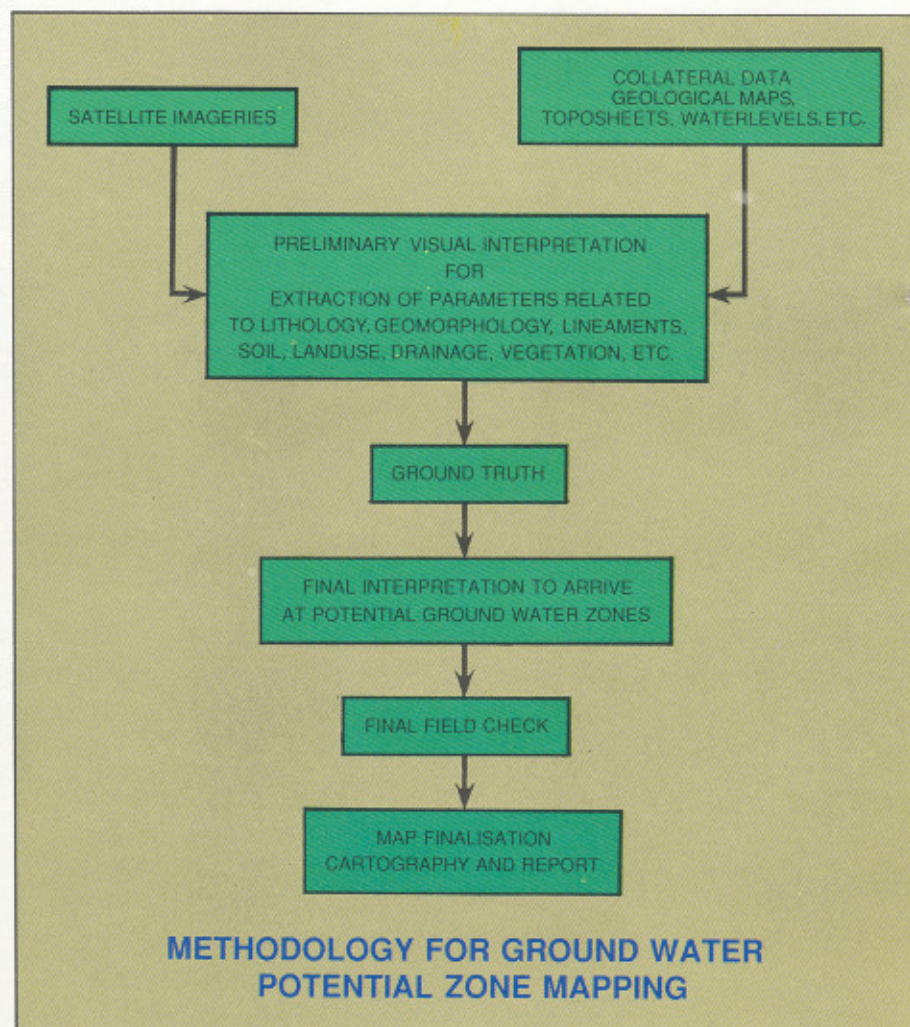 SATELLITE IMAGERIES
COLLATERAL DATA
GEOLOGICAL MAPS,
TOPOSHEETS, WATERLEVELS, ETC.
PRELIMINARY VISUAL INTERPRETATION
FOR
EXTRACTION OF PARAMETERS RELATED
TO LITHOLOGY, GEOMORPHOLOGY, LINEAMENTS,
SOIL, LANDUSE, DRAINAGE, VEGETATION, ETC.
GROUND TRUTH
FINAL INTERPRETATION TO ARRIVE
AT POTENTIAL GROUND WATER ZONES
FINAL FIELD CHECK
MAP FINALISATION
CARTOGRAPHY AND REPORT
METHODOLOGY FOR GROUND WATER
POTENTIAL ZONE MAPPING